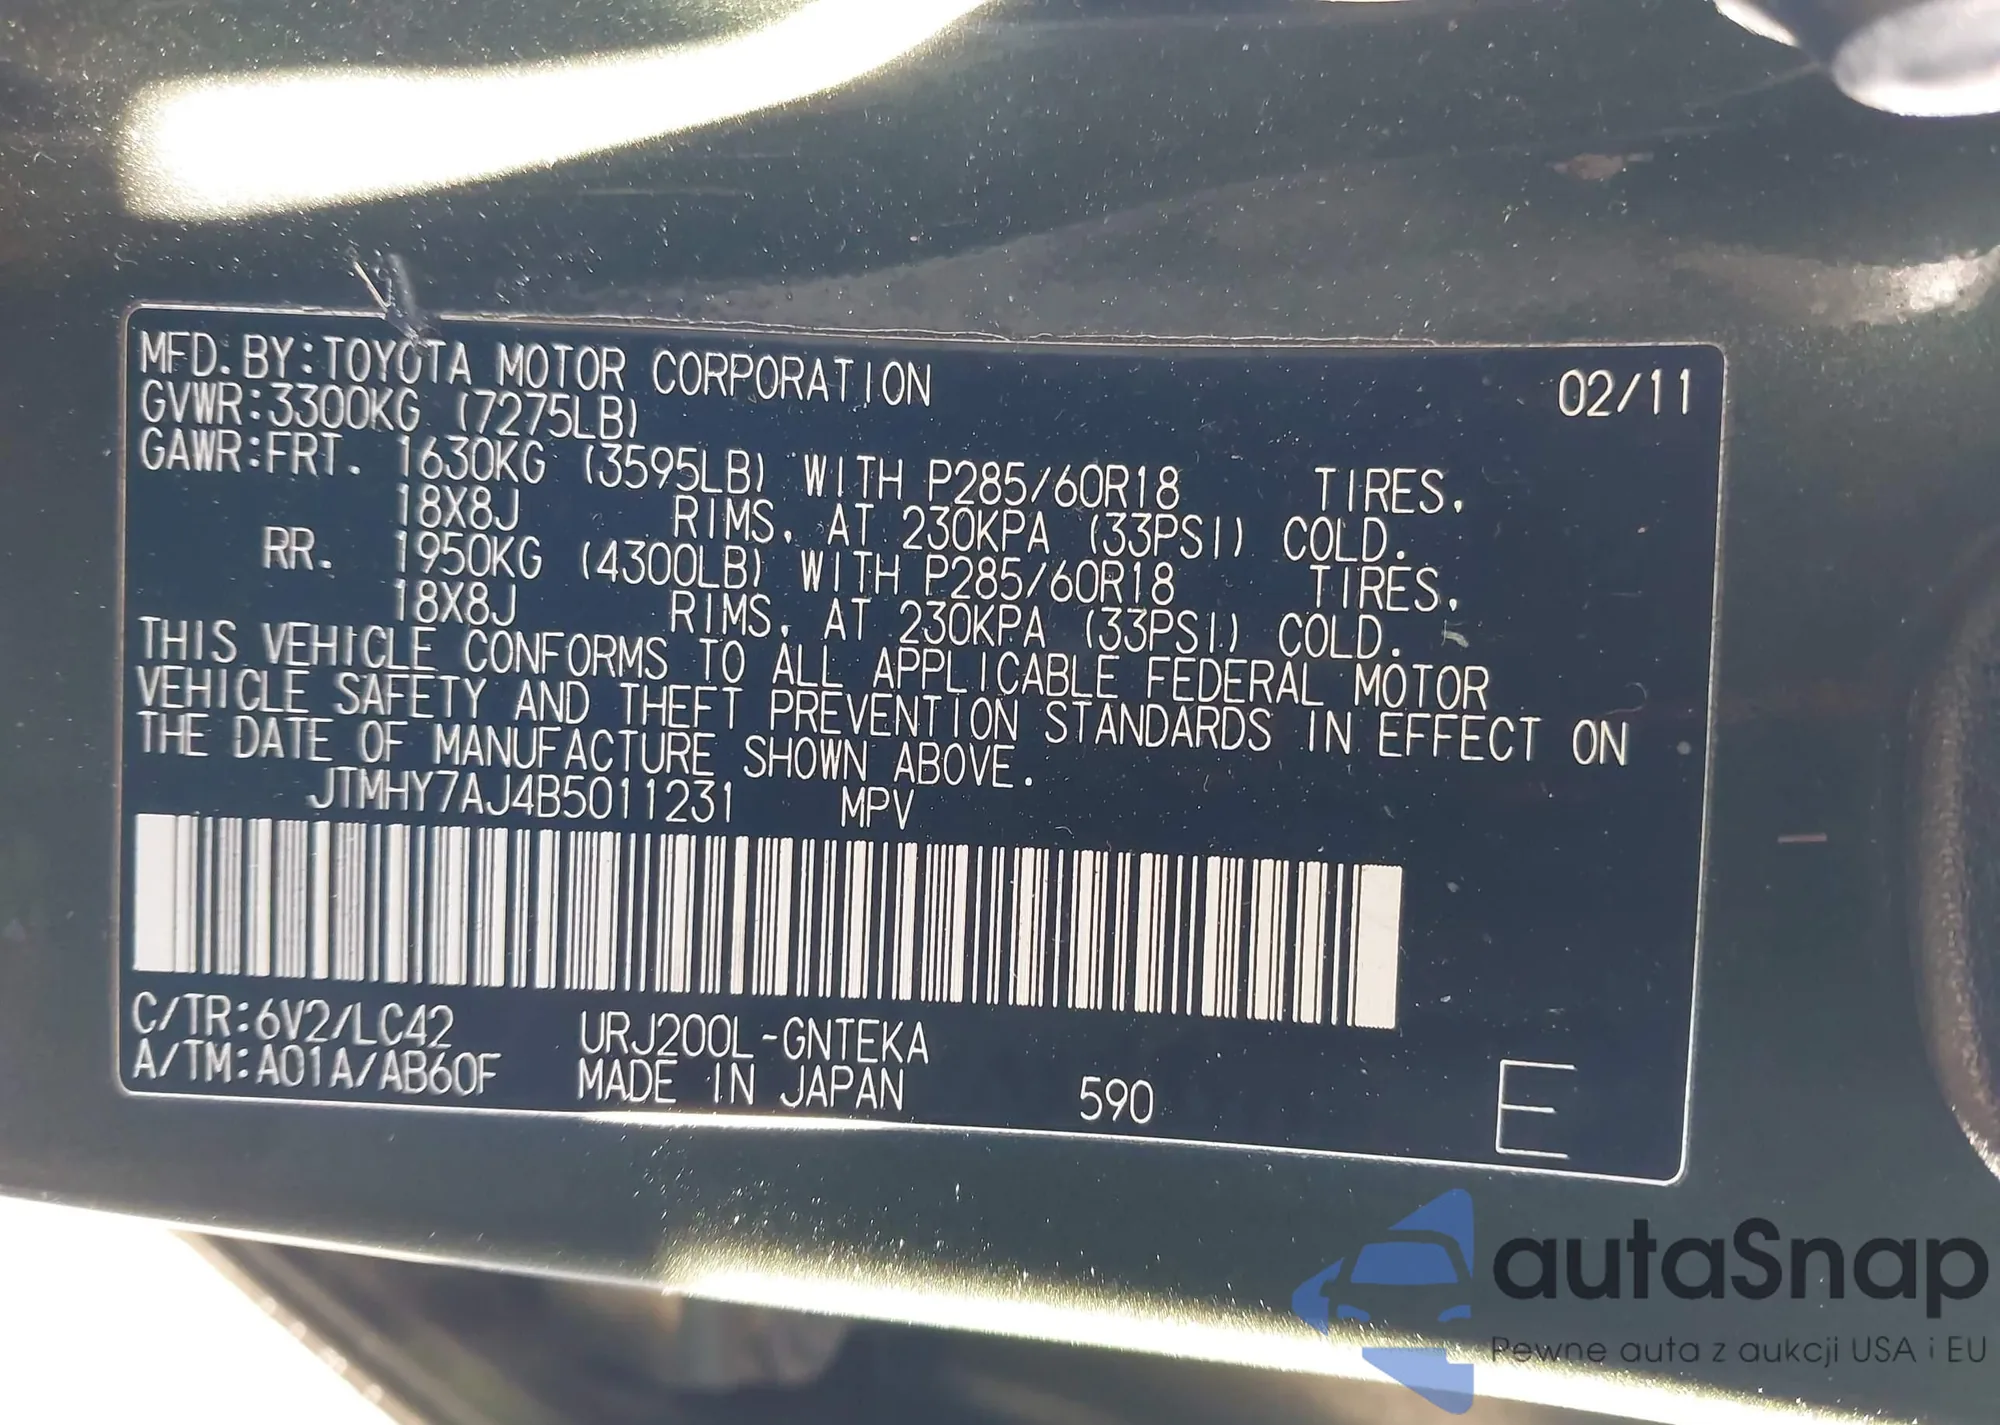 MFD. BY:TOYOTA MOTOR CORPORATION 02/11
GVWR:3300KG (7275LB)
GAWR:FRT. 1630KG (3595LB) WITH P285/60R18 TIRES.
18X8J RIMS. AT 230KPA (33PSI) COLD.
RR. 1950KG (4300LB) WITH P285/60R18 TIRES.
18X8J RIMS. AT 230KPA (33PSI) COLD.
THIS VEHICLE CONFORMS TO ALL APPLICABLE FEDERAL MOTOR
VEHICLE SAFETY AND THEFT PREVENTION STANDARDS IN EFFECT ON
THE DATE OF MANUFACTURE SHOWN ABOVE.
JTMHY7AJ4B5011231 MPV
C/TR:6V2/LC42 URJ200L-GNTEKA
A/TM:A01A/AB60F MADE IN JAPAN 590 E
autaSnap
Pewne auta z aukcji USA i EU